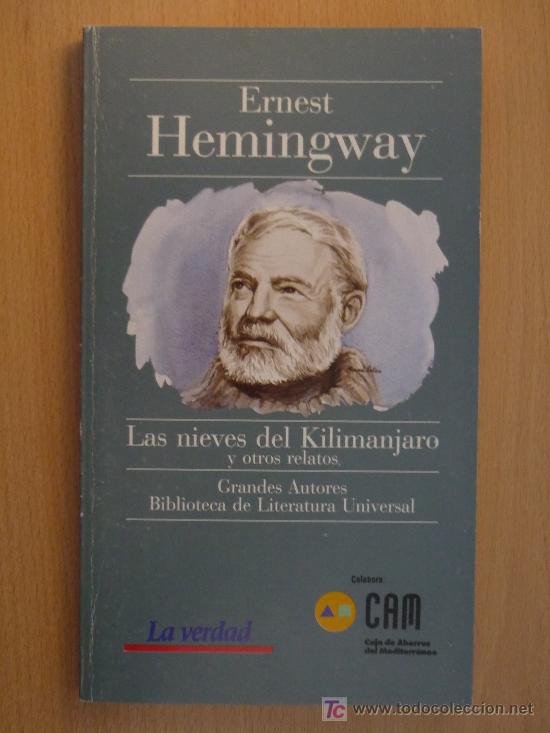 Ernest
Hemingway
Las nieves del Kilimanjaro
y otros relatos
Grandes Autores
Biblioteca de Literatura Universal
Colabora:
CAM
Caja de Ahorros
del Mediterráneo
La verdad
www.todocoleccion.net